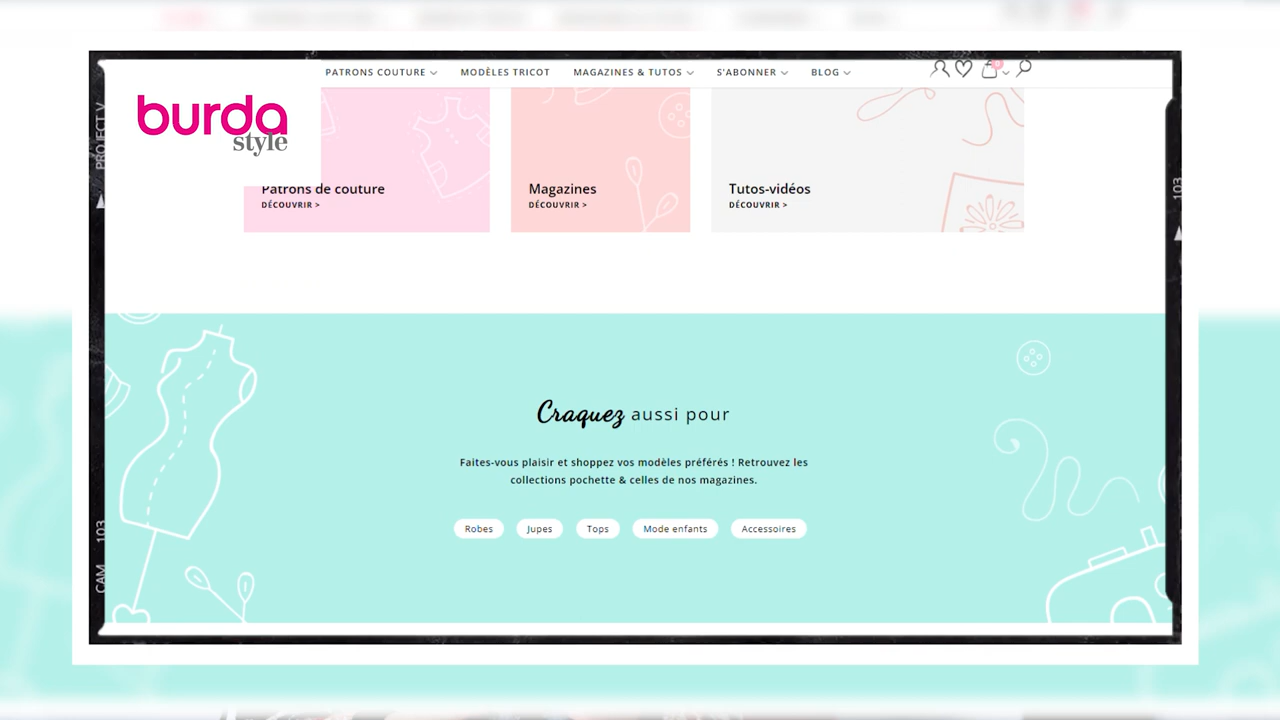 PATRONS COUTURE
MODÈLES TRICOT
MAGAZINES & TUTOS
S'ABONNER
BLOG
burda
style
Patrons de couture
DÉCOUVRIR >
Magazines
DÉCOUVRIR >
Tutos-vidéos
DÉCOUVRIR >
Craquez aussi pour
Faites-vous plaisir et shoppez vos modèles préférés ! Retrouvez les
collections pochette & celles de nos magazines.
Robes
Jupes
Tops
Mode enfants
Accessoires
PROJECT V
103
CAM 103